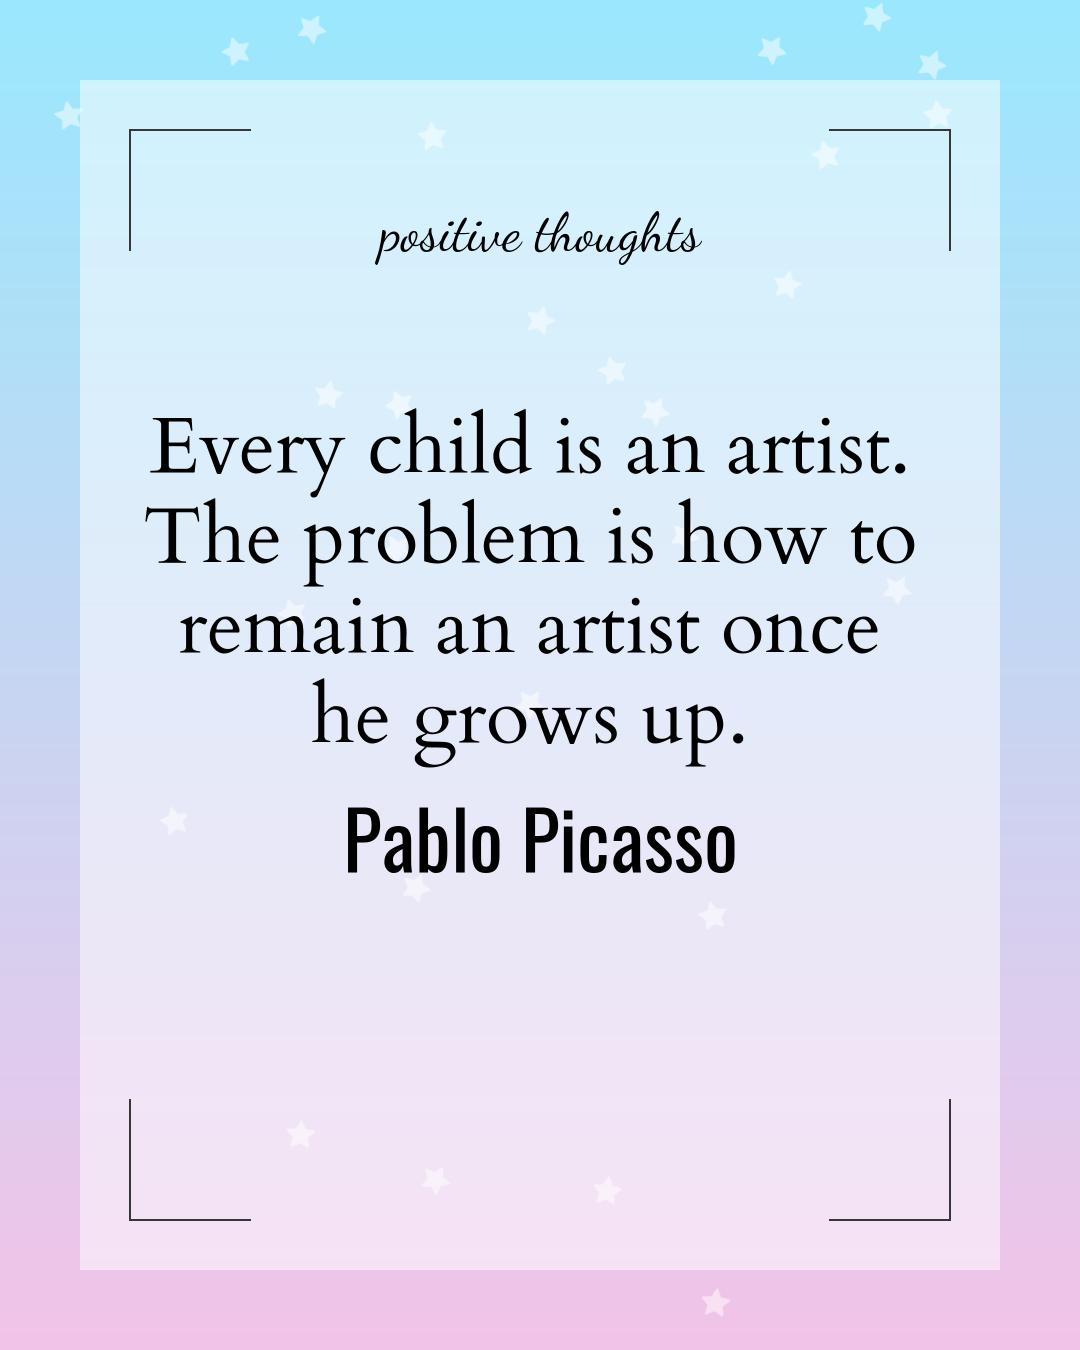 positive thoughts
Every child is an artist.
The problem is how to
remain an artist once
he grows up.
Pablo Picasso